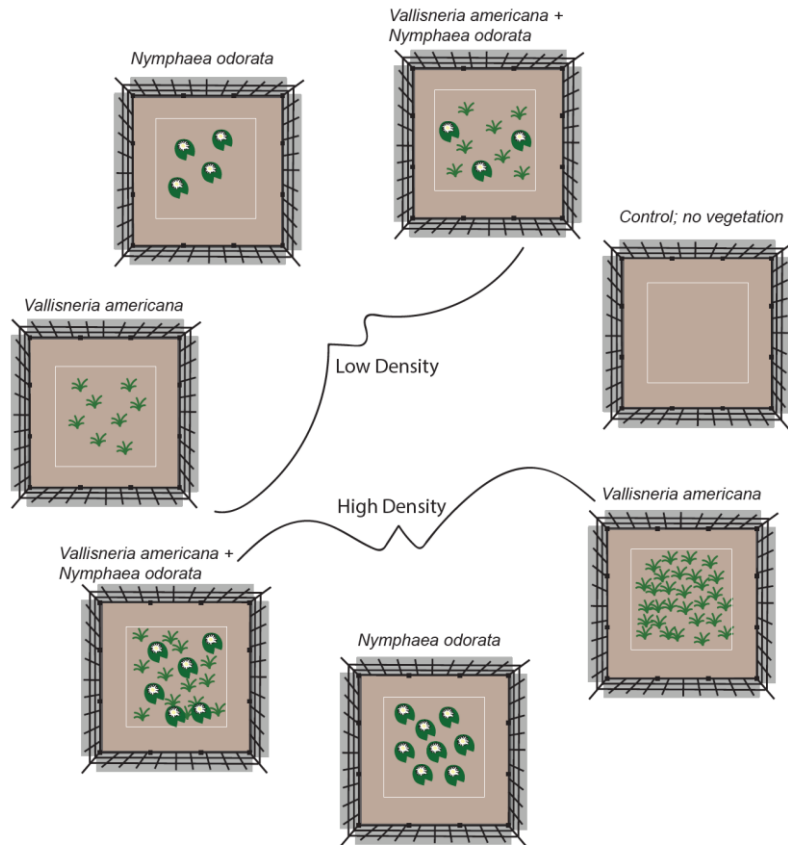 Vallisneria americana +
Nymphaea odorata
Nymphaea odorata
Control; no vegetation
Vallisneria americana
Low Density
High Density
Vallisneria americana
Vallisneria americana +
Nymphaea odorata
Nymphaea odorata